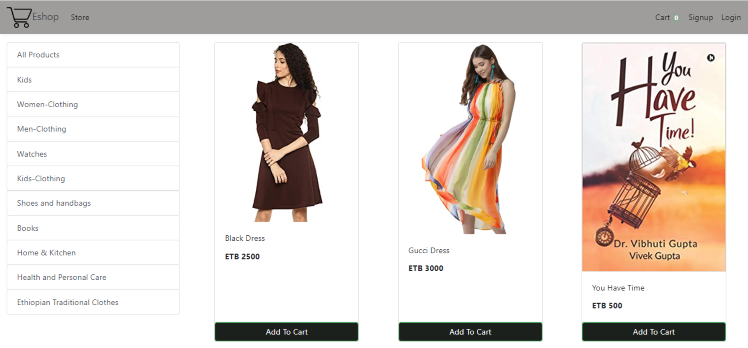 Eshop Store Cart 0 Signup Login
All Products
Kids
Women-Clothing
Men-Clothing
Watches
Kids-Clothing
Shoes and handbags
Books
Home & Kitchen
Health and Personal Care
Ethiopian Traditional Clothes
Black Dress
ETB 2500
Add To Cart
Gucci Dress
ETB 3000
Add To Cart
You
Have
Time!
Dr. Vibhuti Gupta
Vivek Gupta
You Have Time
ETB 500
Add To Cart